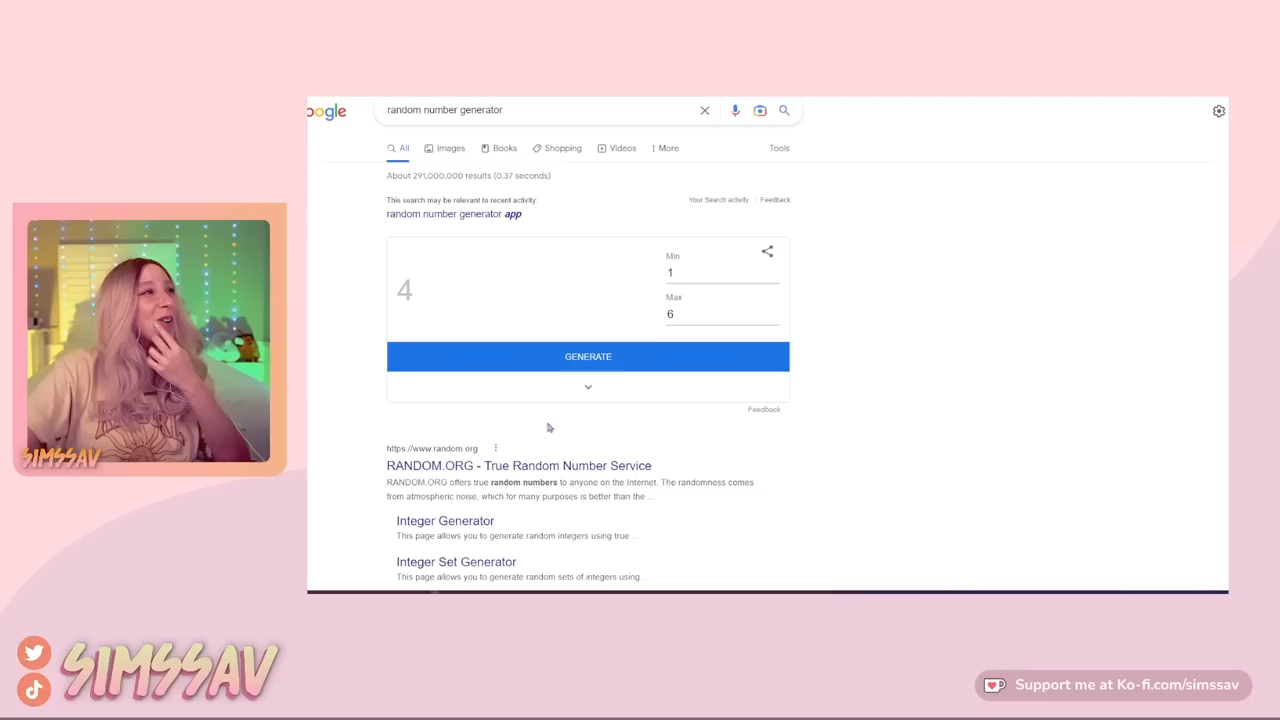 oogle
random number generator
All
Images
Books
Shopping
Videos
More
Tools
About 291,000,000 results (0.37 seconds)
This search may be relevant to recent activity:
Your Search activity
Feedback
random number generator app
Min
1
4
Max
6
GENERATE
Feedback
https://www.random.org
RANDOM.ORG - True Random Number Service
RANDOM.ORG offers true random numbers to anyone on the Internet. The randomness comes
from atmospheric noise, which for many purposes is better than the ...
Integer Generator
This page allows you to generate random integers using true ...
Integer Set Generator
This page allows you to generate random sets of integers using...
SIMSSAV
SIMSSAV
Support me at Ko-fi.com/simssav